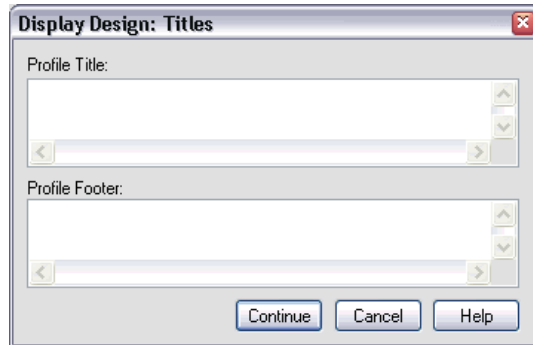 Display Design: Titles
Profile Title:
Profile Footer:
Continue Cancel Help